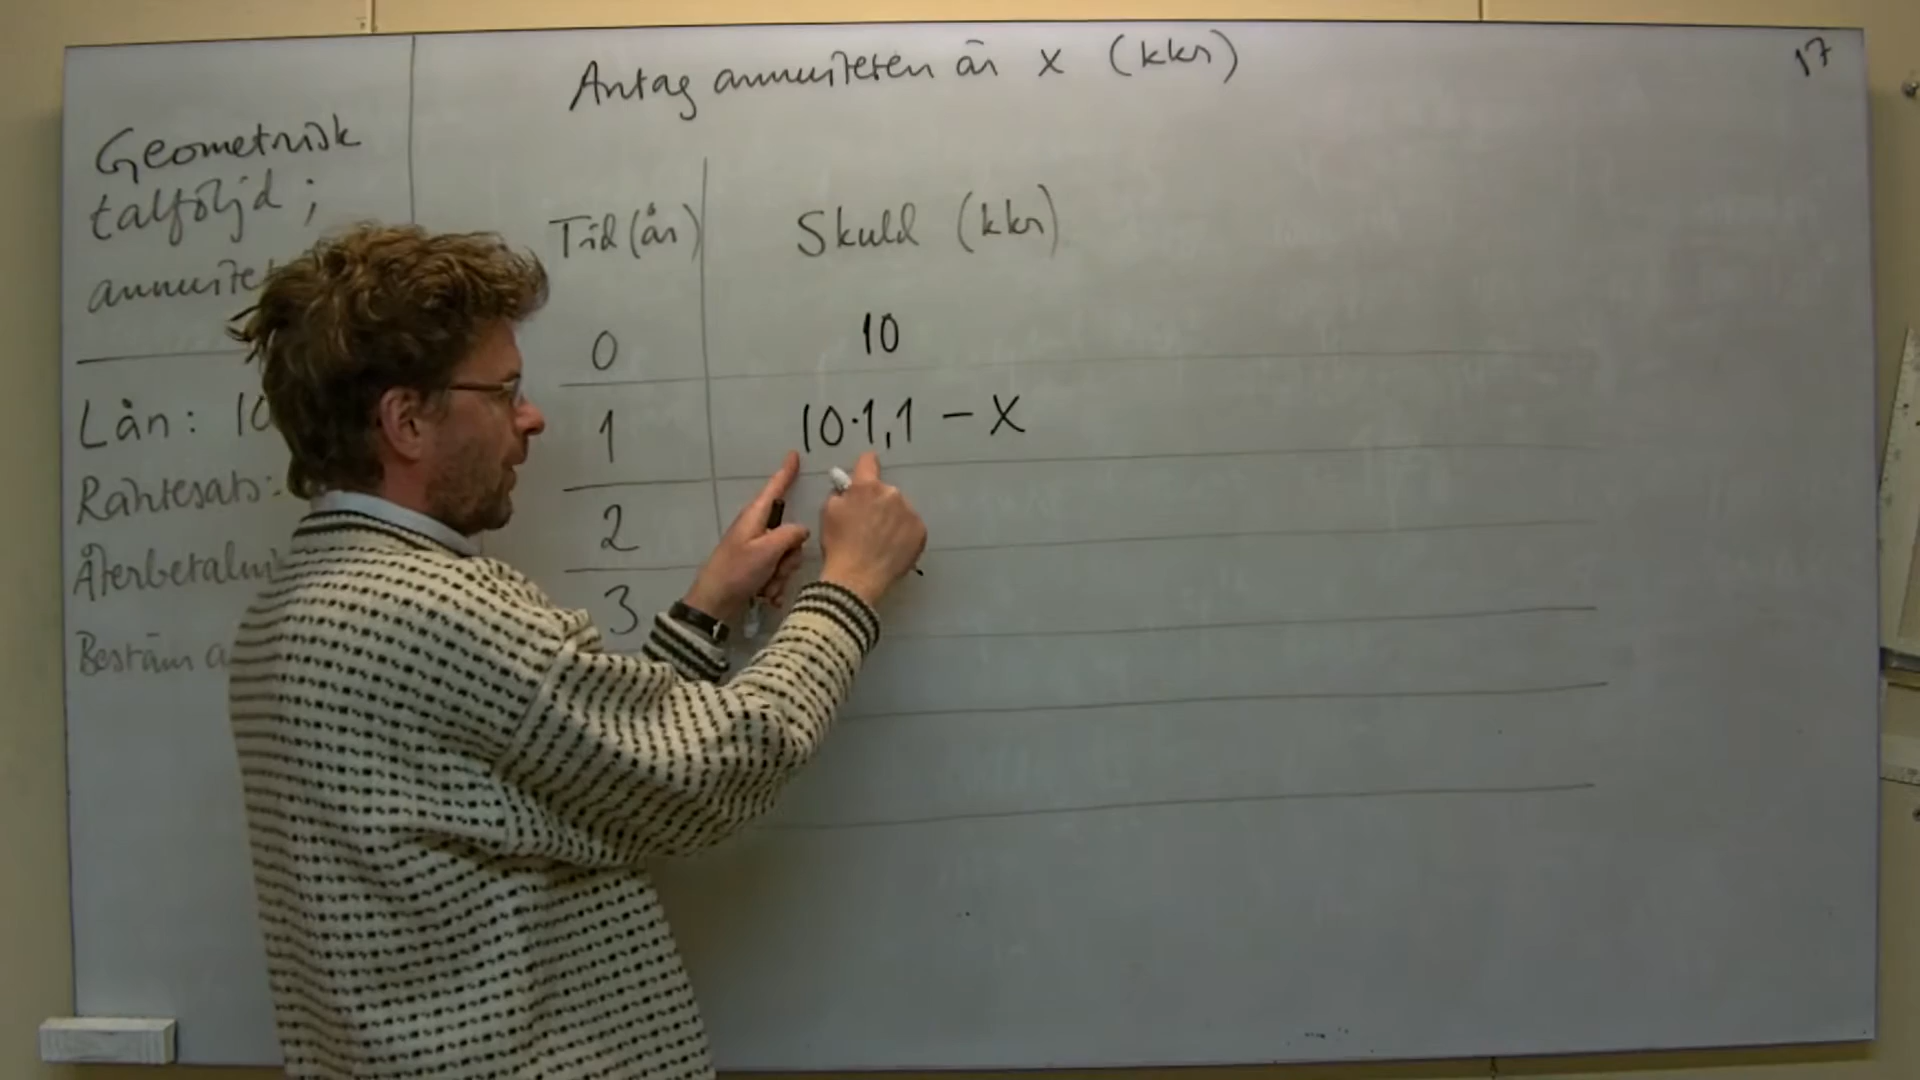 Antag annuiteten är x (kkr)
17
Geometrisk
talföljd ;
Tid (år)
Skuld (kkr)
0
10
1
10·1,1 – x
2
3
Lån: 10
Räntesats:
Bestäm